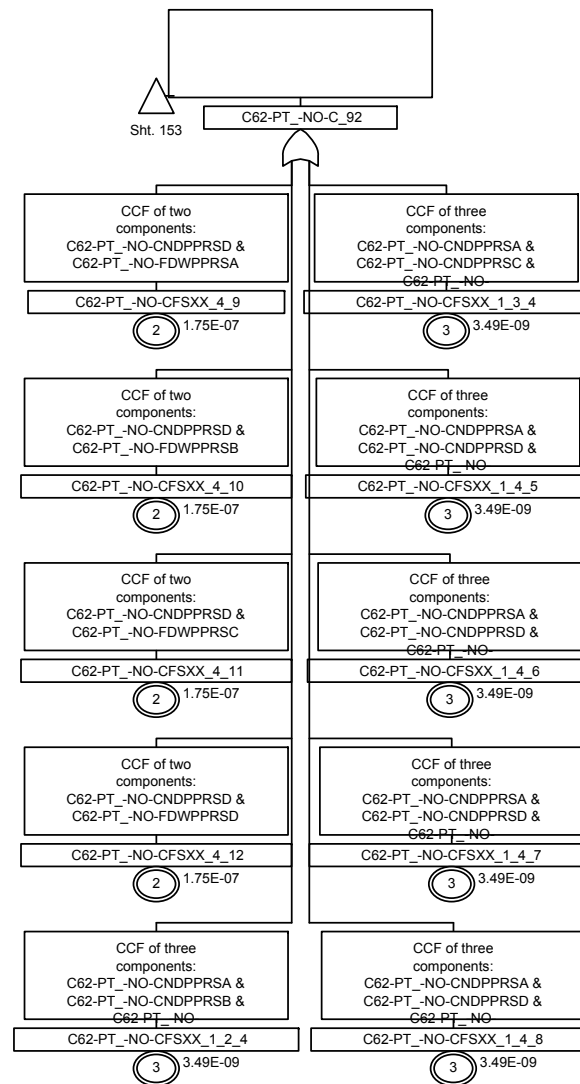 Sht. 153
C62-PT_-NO-C_92
CCF of two
components:
C62-PT_-NO-CNDPPRSD &
C62-PT_-NO-FDWPPRSA
C62-PT_-NO-CFSXX_4_9
2
1.75E-07
CCF of three
components:
C62-PT_-NO-CNDPPRSA &
C62-PT_-NO-CNDPPRSC &
C62-PT_-NO-
C62-PT_-NO-CFSXX_1_3_4
3
3.49E-09
CCF of two
components:
C62-PT_-NO-CNDPPRSD &
C62-PT_-NO-FDWPPRSB
C62-PT_-NO-CFSXX_4_10
2
1.75E-07
CCF of three
components:
C62-PT_-NO-CNDPPRSA &
C62-PT_-NO-CNDPPRSD &
C62-PT_-NO-
C62-PT_-NO-CFSXX_1_4_5
3
3.49E-09
CCF of two
components:
C62-PT_-NO-CNDPPRSD &
C62-PT_-NO-FDWPPRSC
C62-PT_-NO-CFSXX_4_11
2
1.75E-07
CCF of three
components:
C62-PT_-NO-CNDPPRSA &
C62-PT_-NO-CNDPPRSD &
C62-PT_-NO-
C62-PT_-NO-CFSXX_1_4_6
3
3.49E-09
CCF of two
components:
C62-PT_-NO-CNDPPRSD &
C62-PT_-NO-FDWPPRSD
C62-PT_-NO-CFSXX_4_12
2
1.75E-07
CCF of three
components:
C62-PT_-NO-CNDPPRSA &
C62-PT_-NO-CNDPPRSD &
C62-PT_-NO-
C62-PT_-NO-CFSXX_1_4_7
3
3.49E-09
CCF of three
components:
C62-PT_-NO-CNDPPRSA &
C62-PT_-NO-CNDPPRSB &
C62-PT_-NO-
C62-PT_-NO-CFSXX_1_2_4
3
3.49E-09
CCF of three
components:
C62-PT_-NO-CNDPPRSA &
C62-PT_-NO-CNDPPRSD &
C62-PT_-NO-
C62-PT_-NO-CFSXX_1_4_8
3
3.49E-09